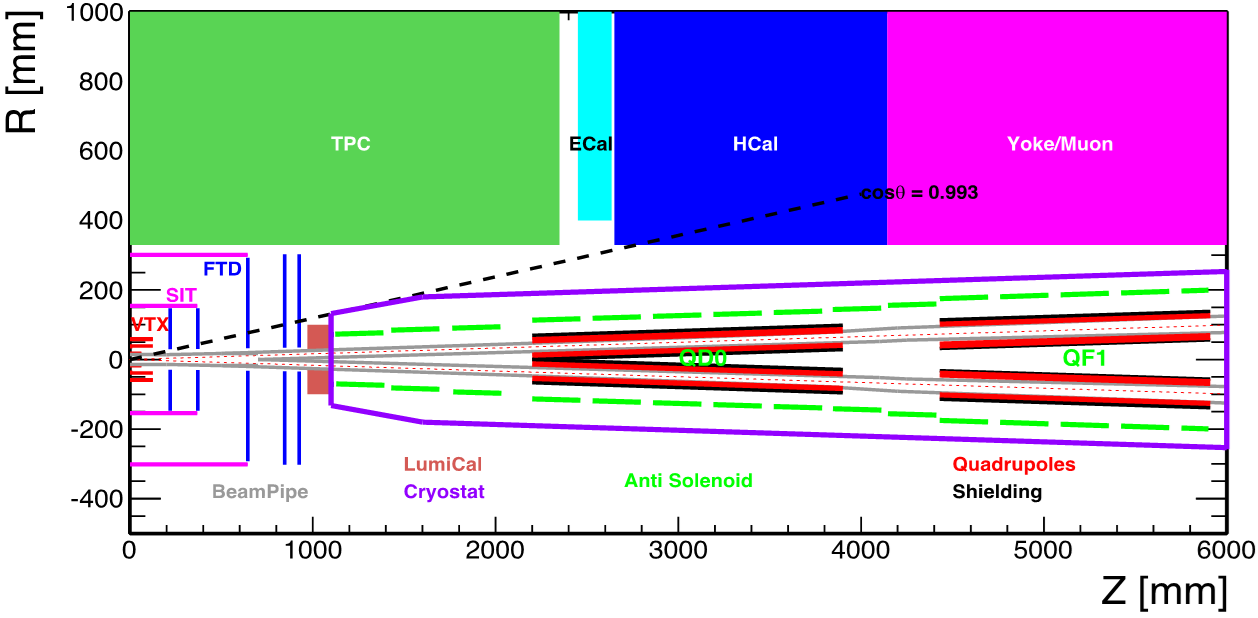 R [mm]
1000
800
600
400
200
0
-200
-400
TPC
ECal
HCal
Yoke/Muon
cosθ = 0.993
FTD
SIT
VTX
QD0
QF1
LumiCal
Quadrupoles
Anti Solenoid
BeamPipe
Cryostat
Shielding
0
1000
2000
3000
4000
5000
6000
Z [mm]